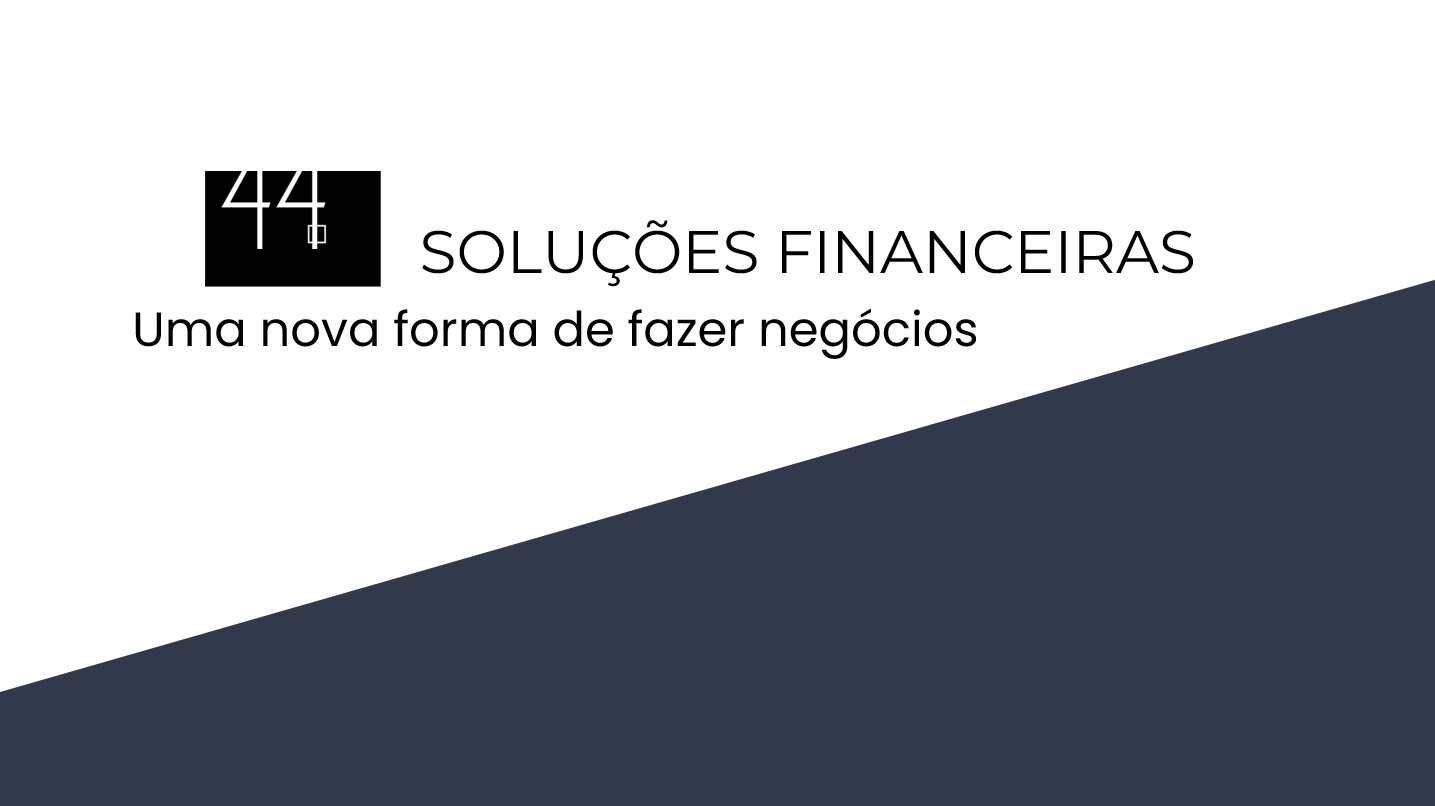 44 SOLUÇÕES FINANCEIRAS
Uma nova forma de fazer negócios